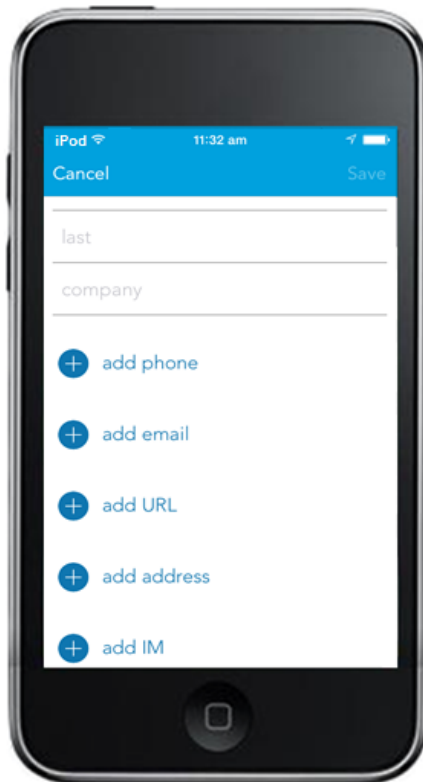 iPod 11:32 am
Cancel Save
last
company
add phone
add email
add URL
add address
add IM